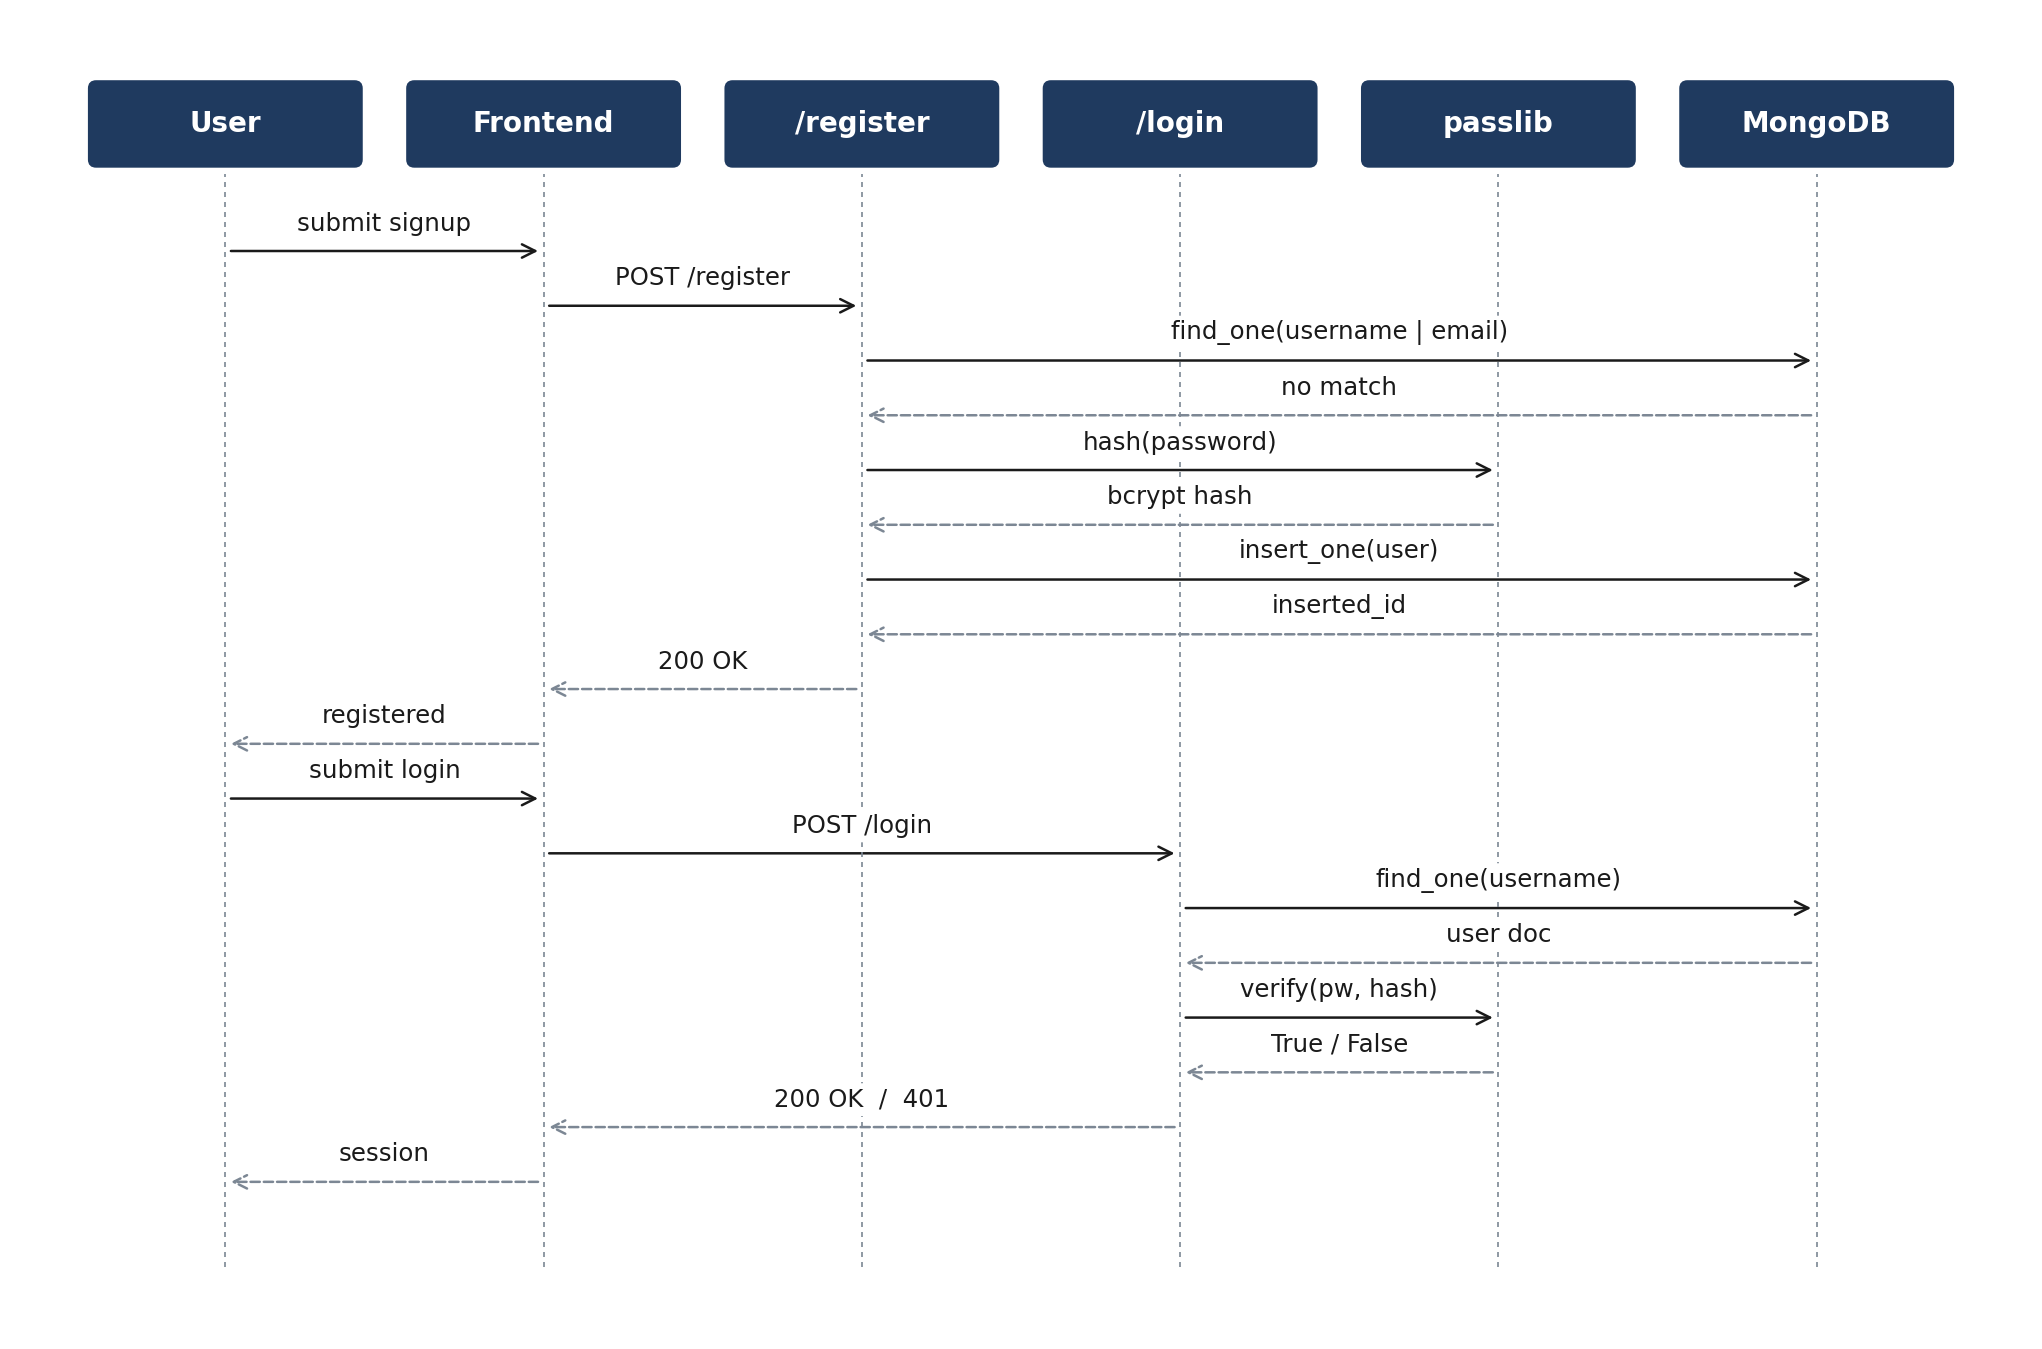 User
Frontend
/register
/login
passlib
MongoDB
submit signup
POST /register
find_one(username | email)
no match
hash(password)
bcrypt hash
insert_one(user)
inserted_id
200 OK
registered
submit login
POST /login
find_one(username)
user doc
verify(pw, hash)
True / False
200 OK  /  401
session